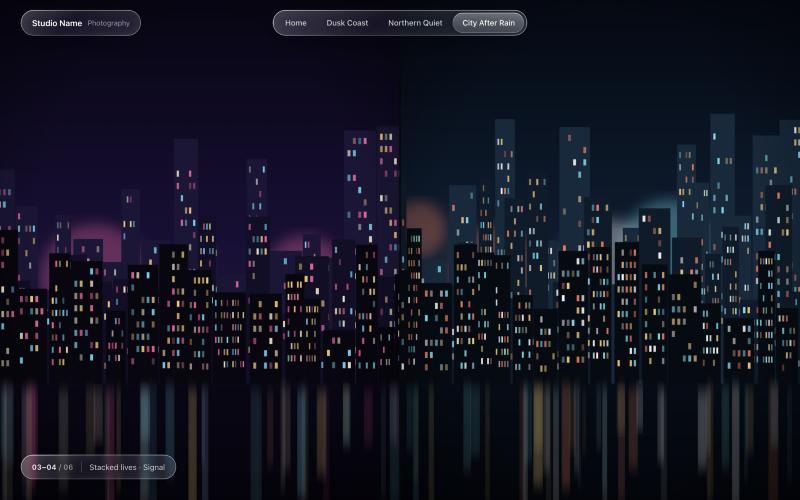 Studio Name Photography
Home Dusk Coast Northern Quiet City After Rain
03–04 / 06 Stacked lives · Signal